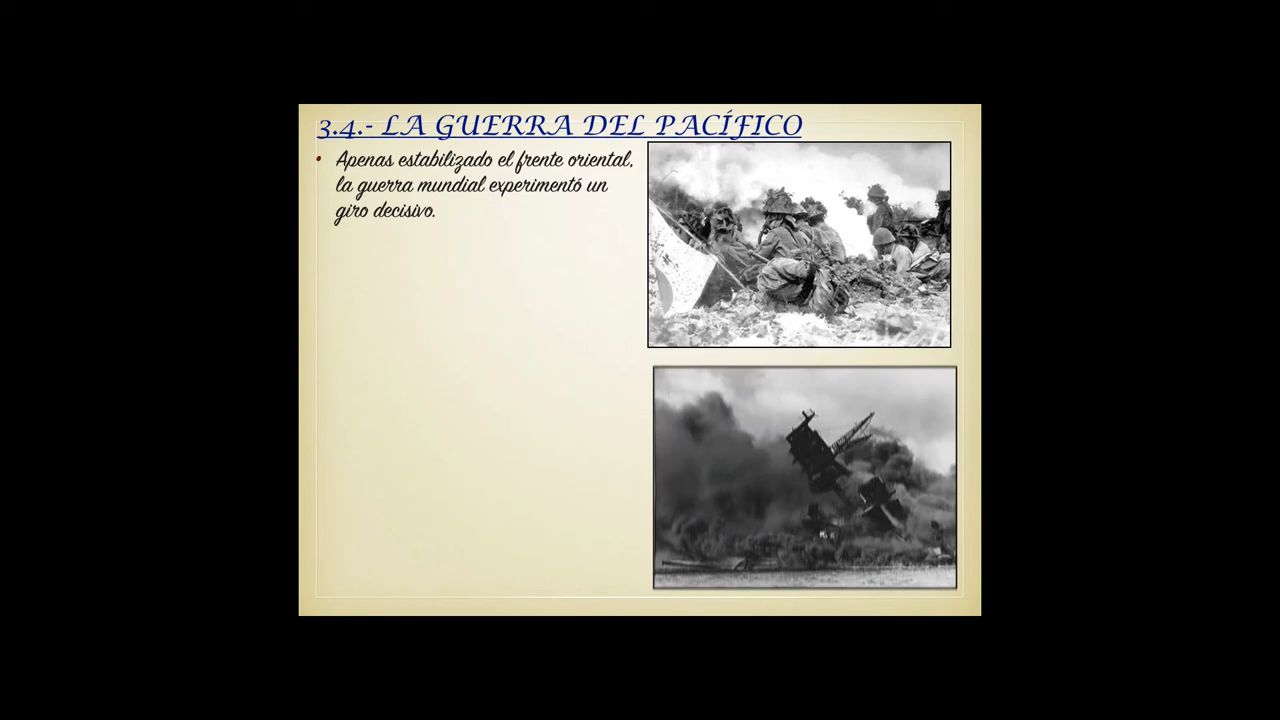 3.4.- LA GUERRA DEL PACÍFICO
• Apenas estabilizado el frente oriental,
la guerra mundial experimentó un
giro decisivo.